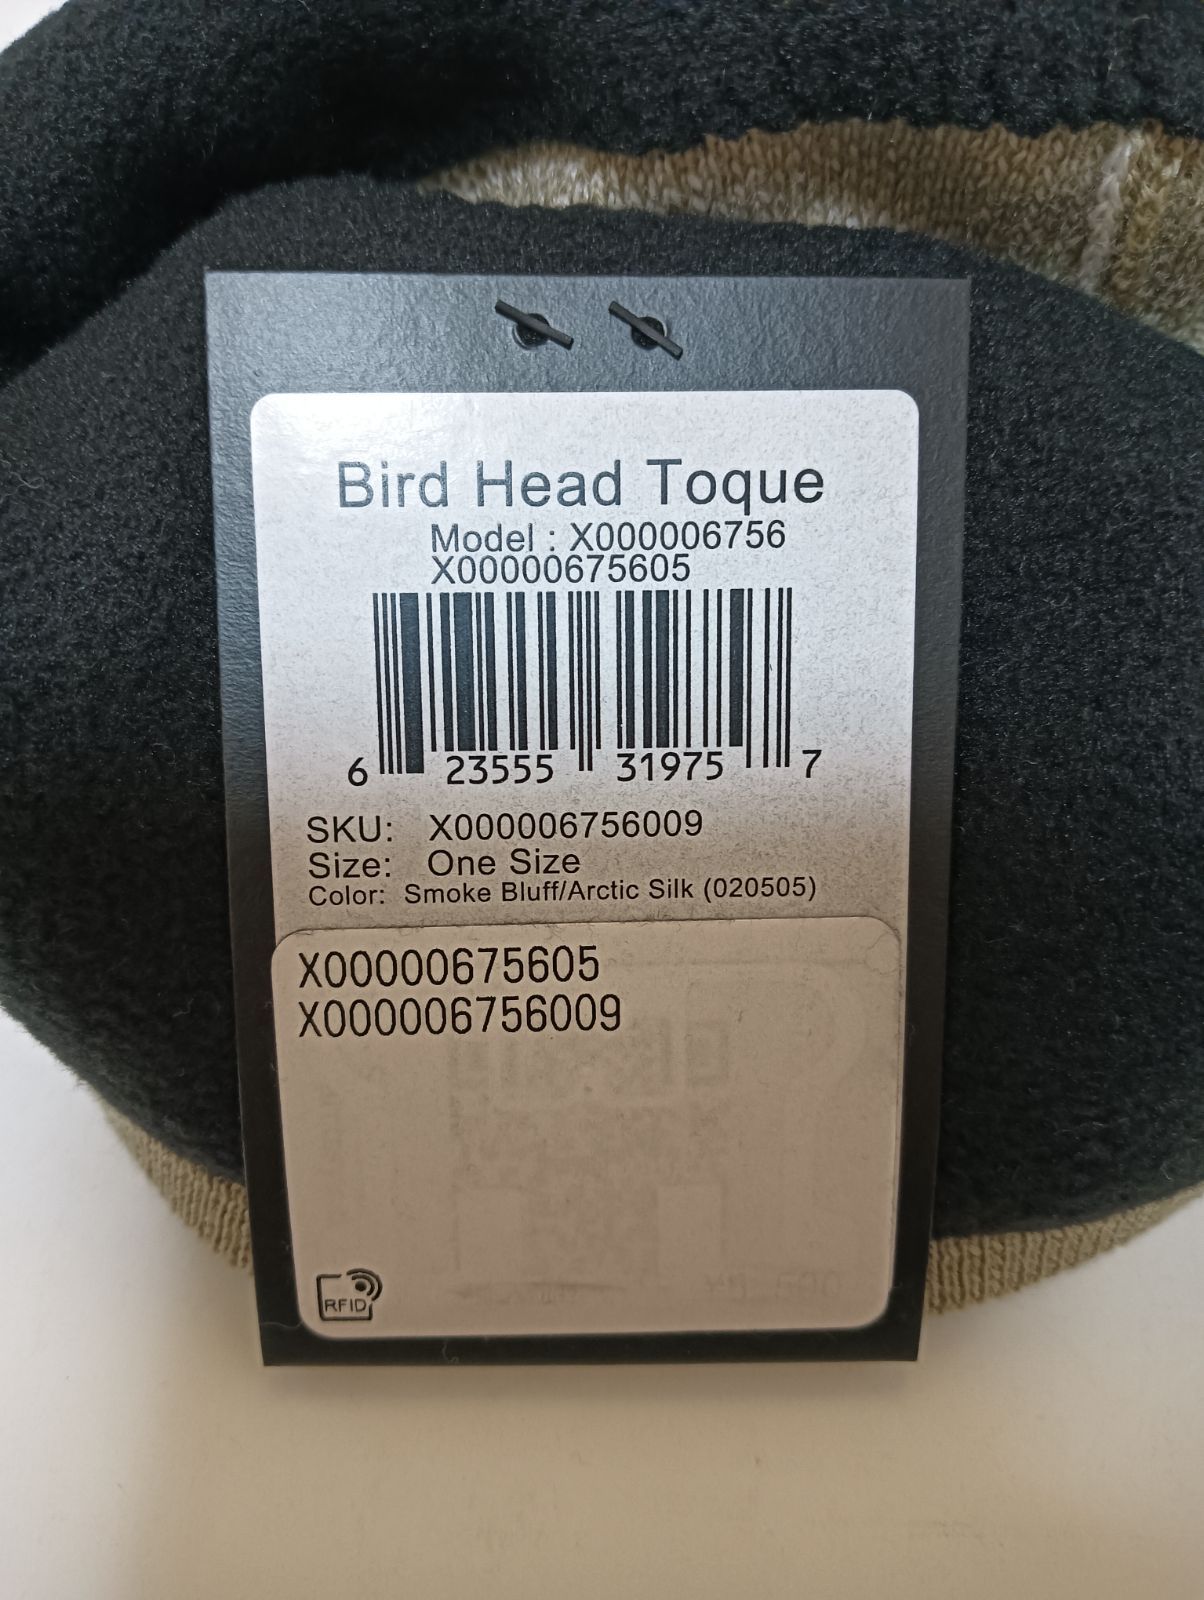 Bird Head Toque
Model : X000006756
X00000675605
6 23555 31975 7
SKU: X000006756009
Size: One Size
Color: Smoke Bluff/Arctic Silk (020505)
X00000675605
X000006756009
RFID